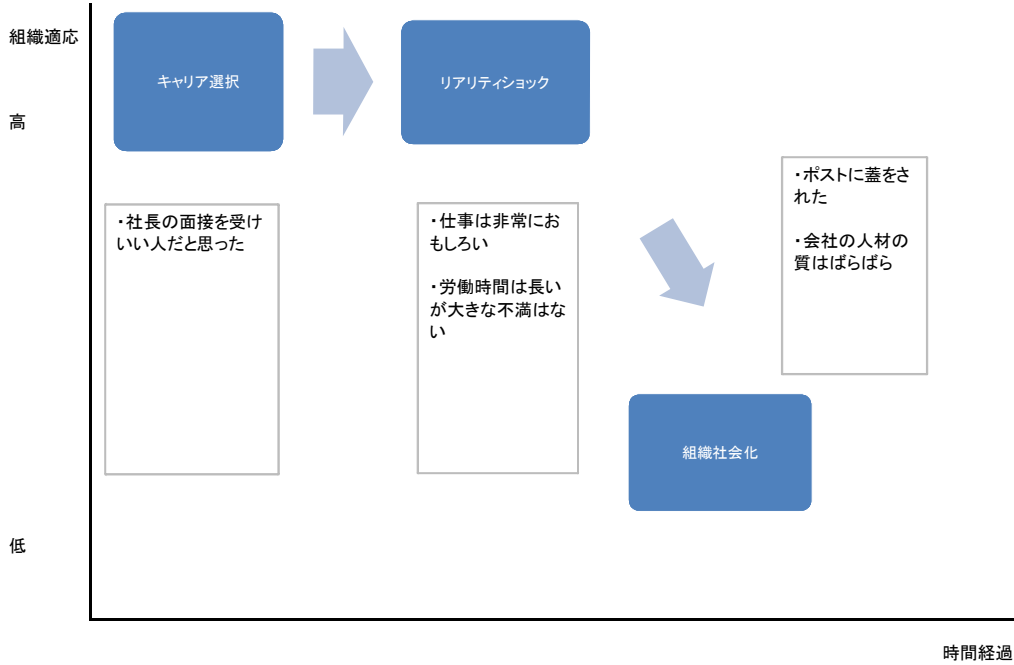 組織適応
高
キャリア選択
リアリティショック
・社長の面接を受け
いい人だと思った
・仕事は非常にお
もしろい
・労働時間は長い
が大きな不満はな
い
・ポストに蓋をさ
れた
・会社の人材の
質はばらばら
組織社会化
低
時間経過